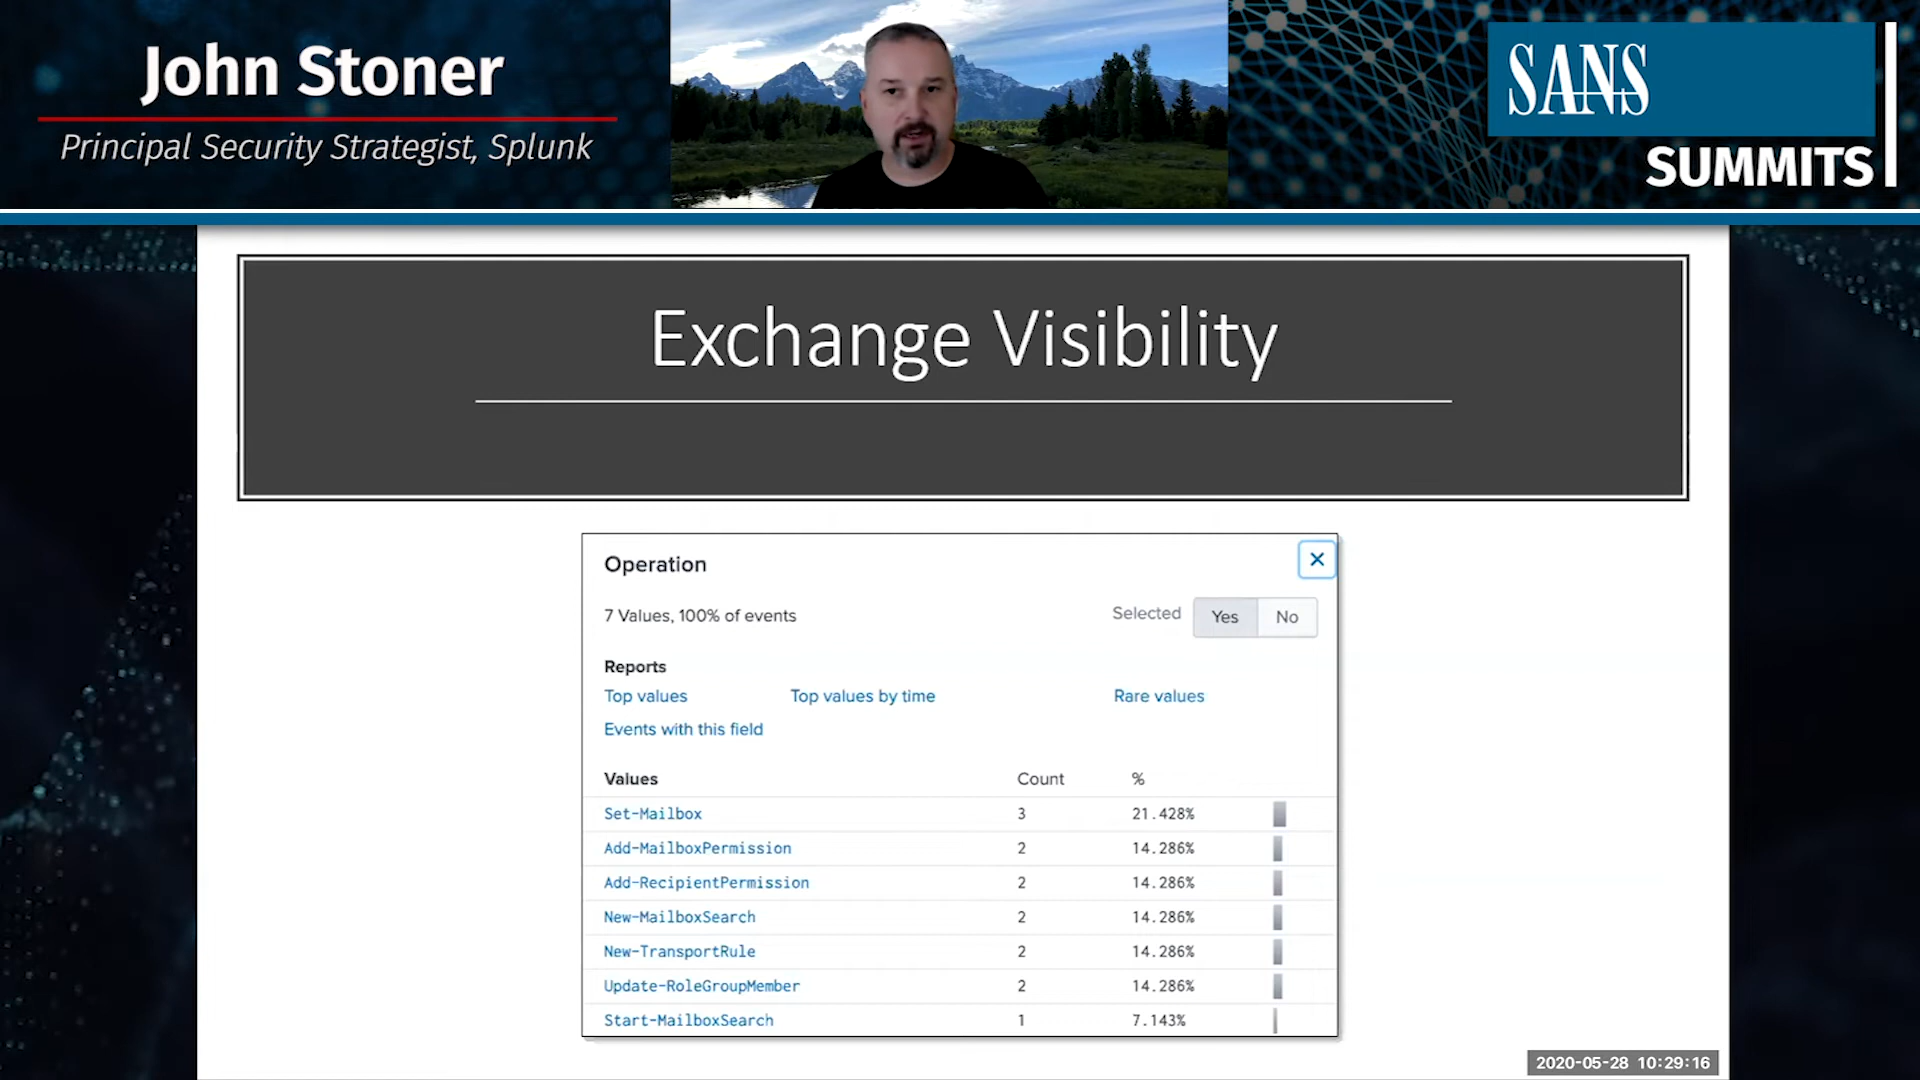 John Stoner
Principal Security Strategist, Splunk
SANS
SUMMITS
Exchange Visibility
Operation
7 Values, 100% of events
Selected Yes No
Reports
Top values Top values by time Rare values
Events with this field
Values Count %
Set-Mailbox 3 21.428%
Add-MailboxPermission 2 14.286%
Add-RecipientPermission 2 14.286%
New-MailboxSearch 2 14.286%
New-TransportRule 2 14.286%
Update-RoleGroupMember 2 14.286%
Start-MailboxSearch 1 7.143%
2020-05-28 10:29:16